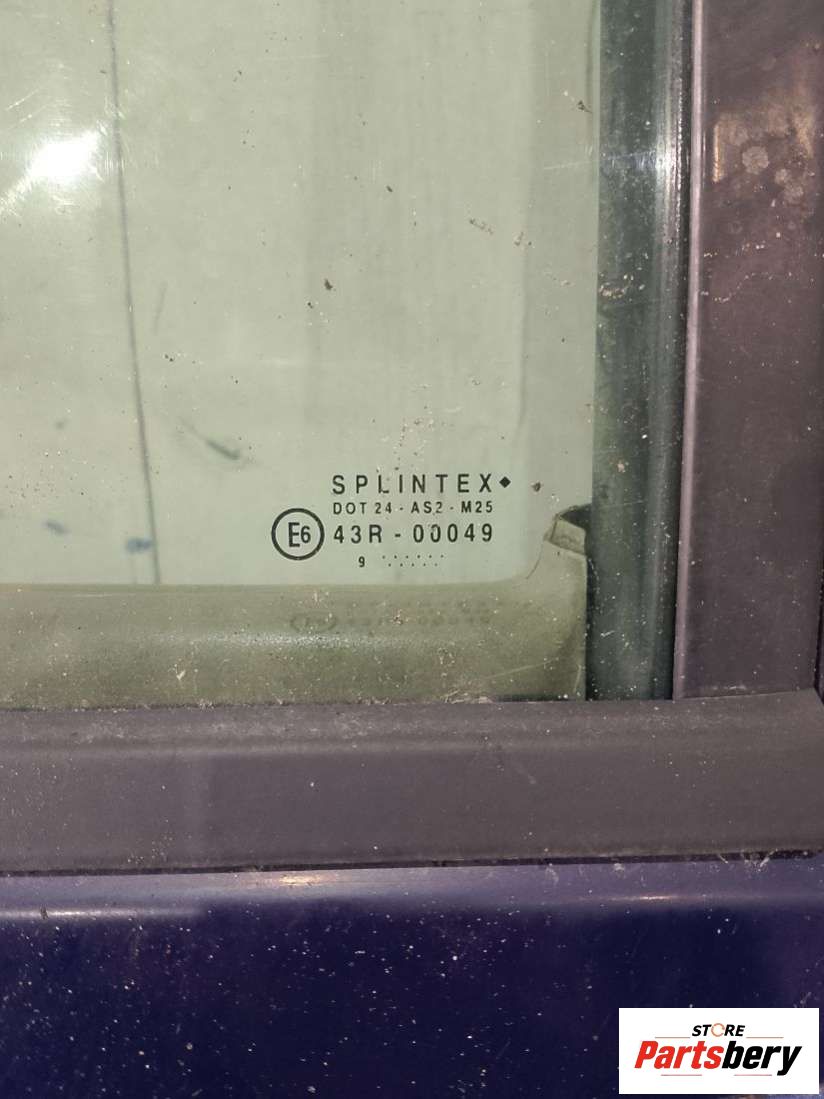 SPLINTEX
DOT 24 - AS2 - M25
E6 43R - 00049
9 .......
STORE
Partsbery